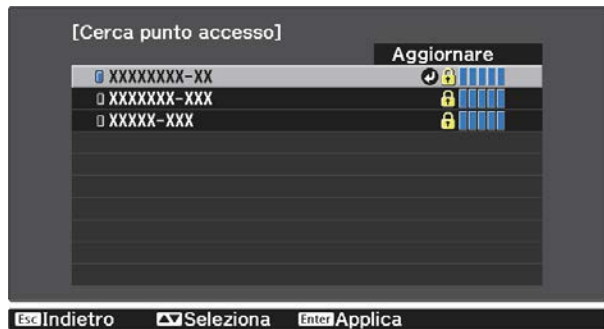 [Cerca punto accesso]
Aggiornare
XXXXXXXX-XX
XXXXXXX-XXX
XXXXX-XXX
Esc Indietro Seleziona Enter Applica